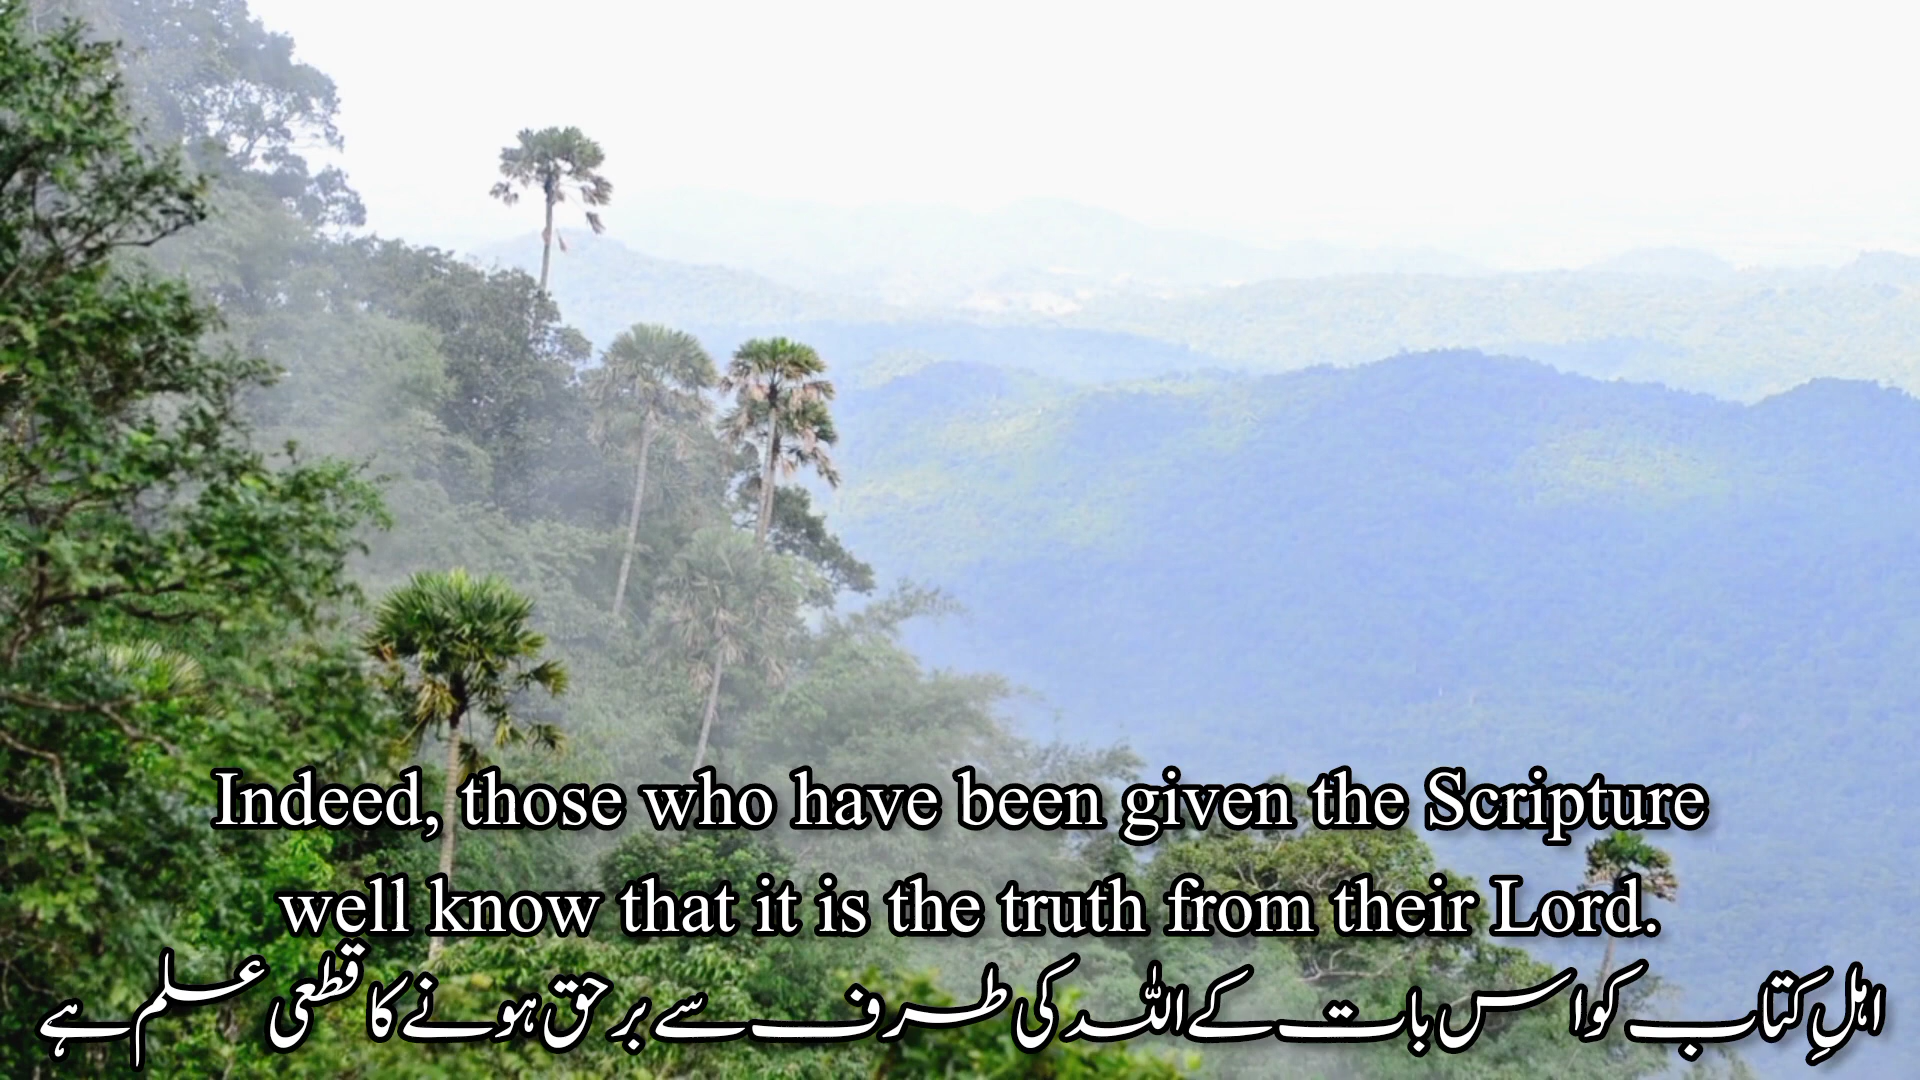 Indeed, those who have been given the Scripture
well know that it is the truth from their Lord.
اہلِ کتاب کو اس بات کے اللہ کی طرف سے برحق ہونے کا قطعی علم ہے